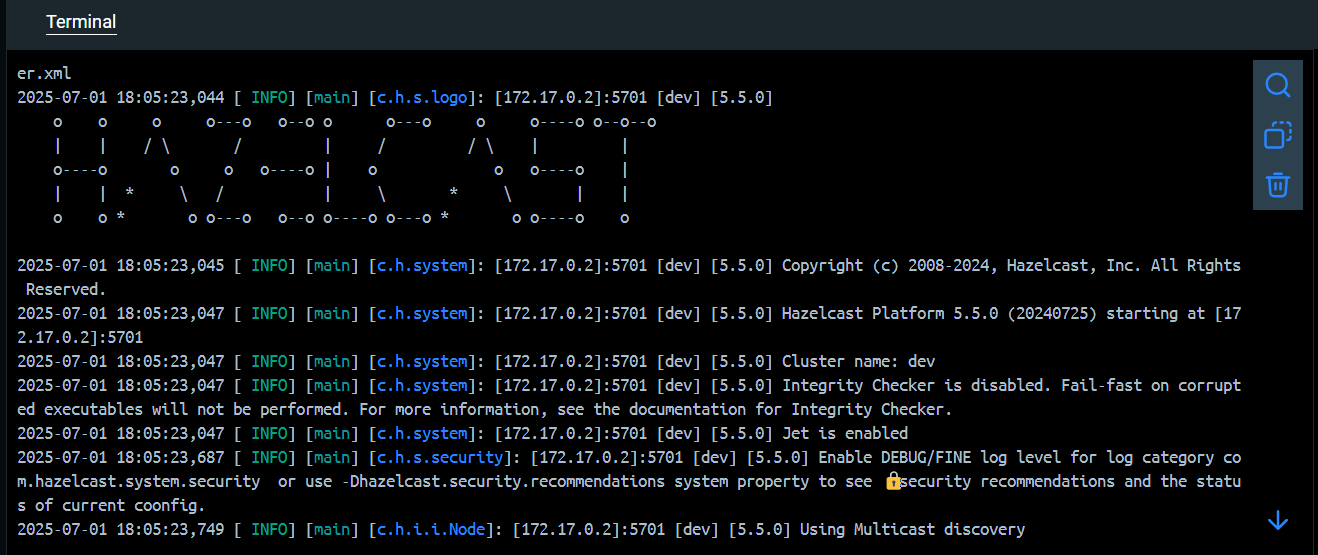 Terminal
er.xml
2025-07-01 18:05:23,044 [ INFO] [main] [c.h.s.logo]: [172.17.0.2]:5701 [dev] [5.5.0]
    o    o     o     o---o   o--o o      o---o     o     o----o o--o--o
    |    |    / \       /         |     /         / \    |         |
    o----o       o     o   o----o |    o             o   o----o    |
    |    |  *     \   /           |     \       *     \       |    |
    o    o *       o o---o   o--o o----o o---o *       o o----o    o
2025-07-01 18:05:23,045 [ INFO] [main] [c.h.system]: [172.17.0.2]:5701 [dev] [5.5.0] Copyright (c) 2008-2024, Hazelcast, Inc. All Rights
 Reserved.
2025-07-01 18:05:23,047 [ INFO] [main] [c.h.system]: [172.17.0.2]:5701 [dev] [5.5.0] Hazelcast Platform 5.5.0 (20240725) starting at [17
2.17.0.2]:5701
2025-07-01 18:05:23,047 [ INFO] [main] [c.h.system]: [172.17.0.2]:5701 [dev] [5.5.0] Cluster name: dev
2025-07-01 18:05:23,047 [ INFO] [main] [c.h.system]: [172.17.0.2]:5701 [dev] [5.5.0] Integrity Checker is disabled. Fail-fast on corrupt
ed executables will not be performed. For more information, see the documentation for Integrity Checker.
2025-07-01 18:05:23,047 [ INFO] [main] [c.h.system]: [172.17.0.2]:5701 [dev] [5.5.0] Jet is enabled
2025-07-01 18:05:23,687 [ INFO] [main] [c.h.s.security]: [172.17.0.2]:5701 [dev] [5.5.0] Enable DEBUG/FINE log level for log category co
m.hazelcast.system.security  or use -Dhazelcast.security.recommendations system property to see 🔒security recommendations and the statu
s of current coonfig.
2025-07-01 18:05:23,749 [ INFO] [main] [c.h.i.i.Node]: [172.17.0.2]:5701 [dev] [5.5.0] Using Multicast discovery